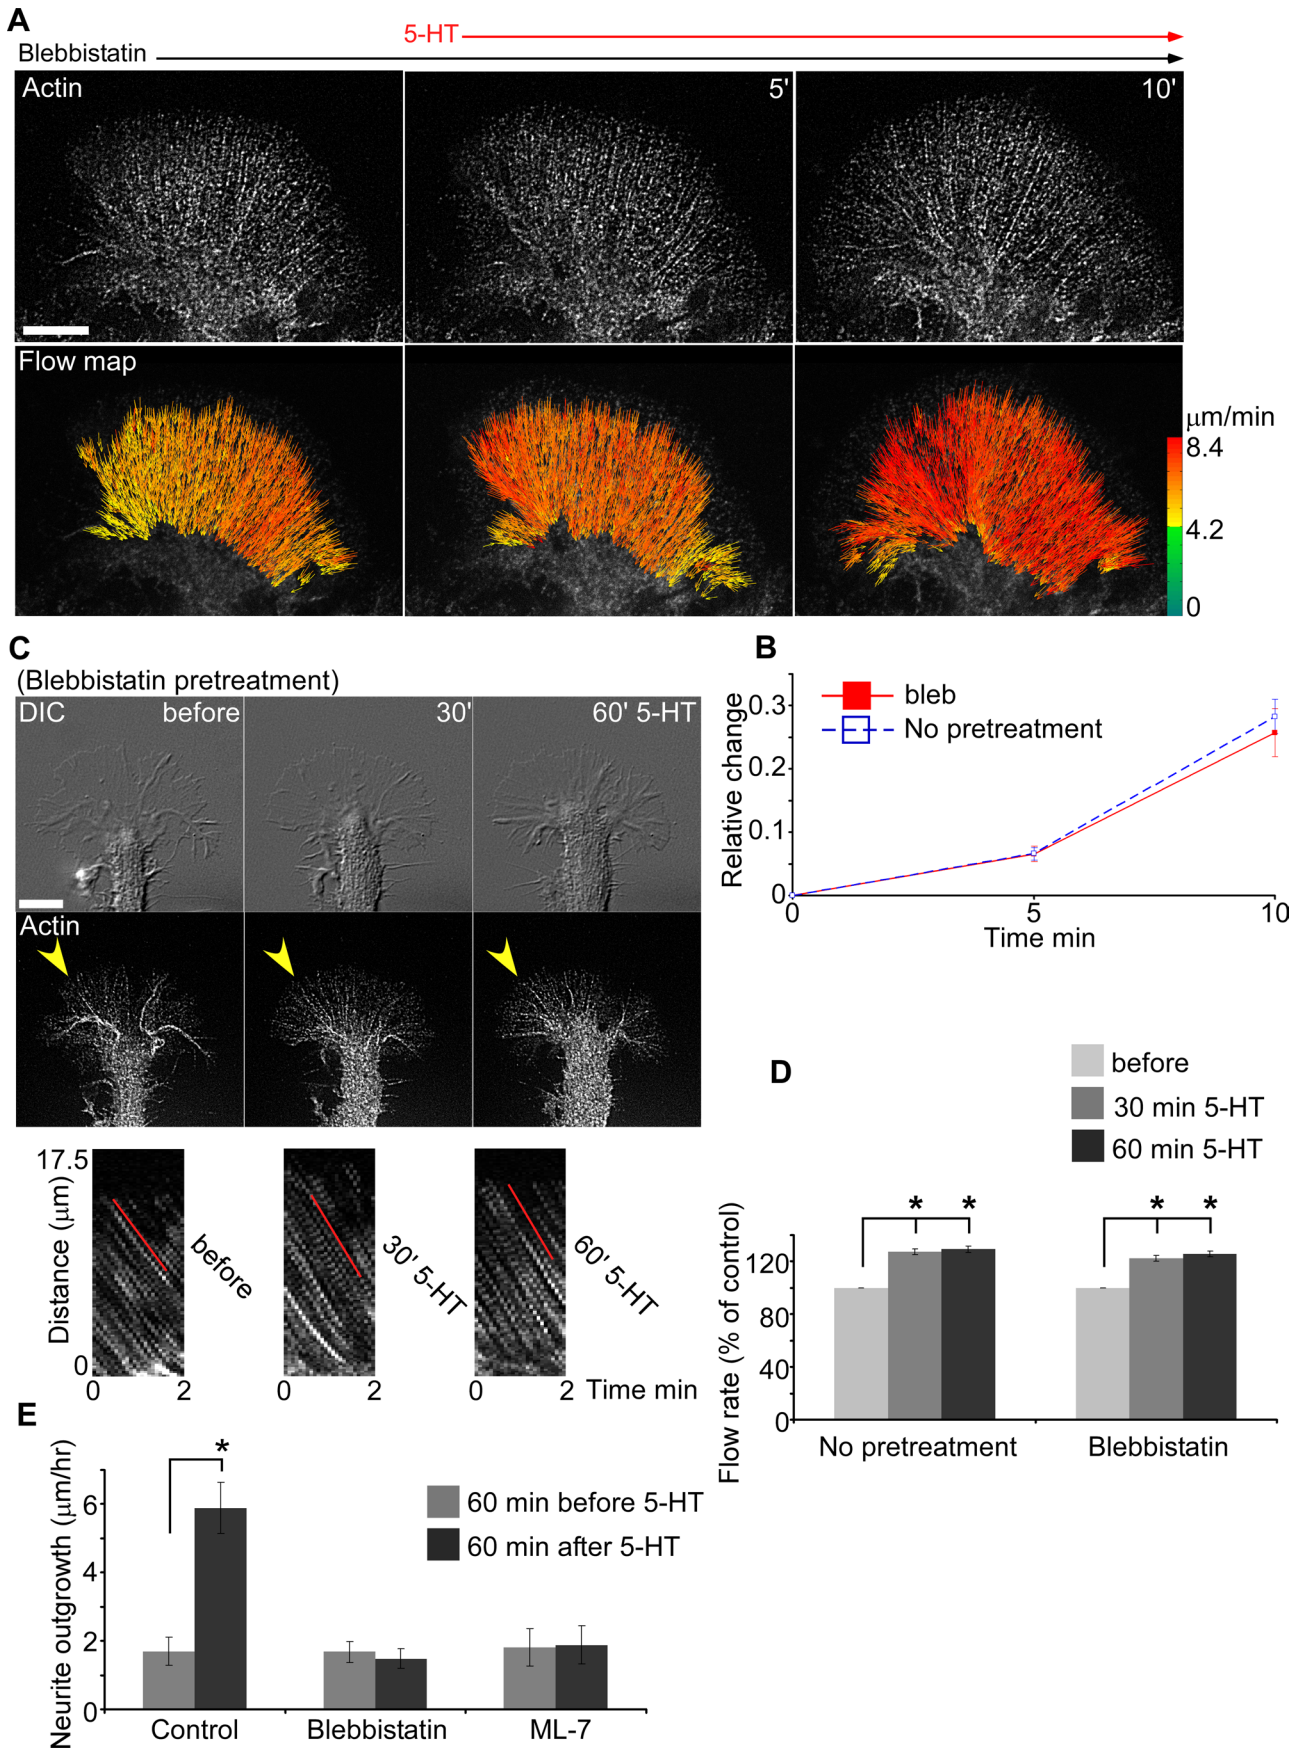 A
5-HT
Blebbistatin
Actin
5'
10'
Flow map
μm/min
8.4
4.2
0
C
(Blebbistatin pretreatment)
DIC
before
30'
60' 5-HT
Actin
17.5
0
Distance (μm)
before
30' 5-HT
60' 5-HT
0
2
0
2
0
2
Time min
B
0.3
0.2
0.1
0
Relative change
bleb
No pretreatment
0
5
10
Time min
D
before
30 min 5-HT
60 min 5-HT
* *
* *
120
80
40
0
Flow rate (% of control)
No pretreatment
Blebbistatin
E
*
6
4
2
0
Neurite outgrowth (μm/hr)
60 min before 5-HT
60 min after 5-HT
Control
Blebbistatin
ML-7